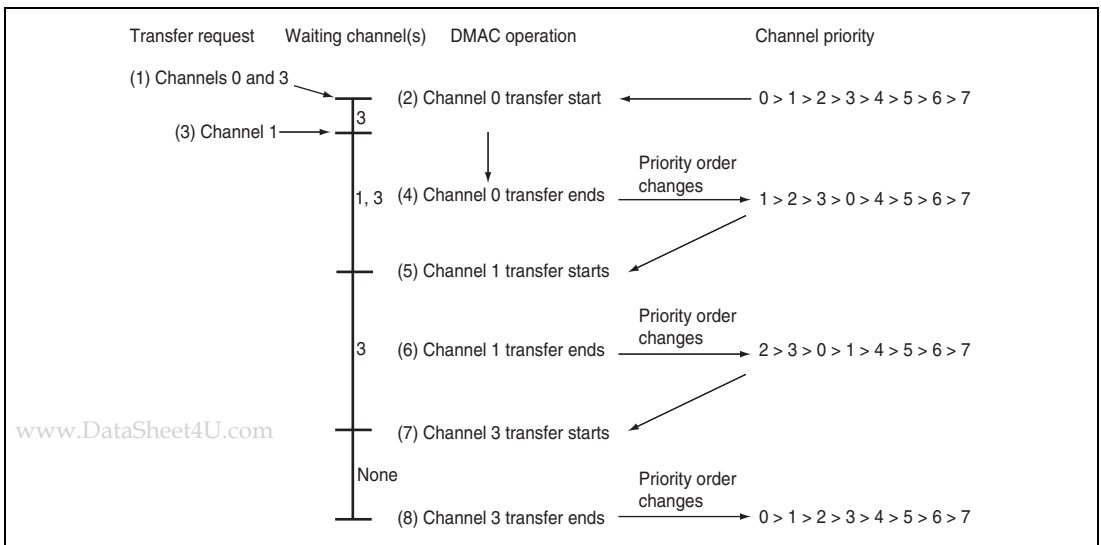 Transfer request Waiting channel(s) DMAC operation Channel priority
(1) Channels 0 and 3
(2) Channel 0 transfer start 0 > 1 > 2 > 3 > 4 > 5 > 6 > 7
3
(3) Channel 1
Priority order
changes
1, 3 (4) Channel 0 transfer ends 1 > 2 > 3 > 0 > 4 > 5 > 6 > 7
(5) Channel 1 transfer starts
Priority order
changes
3 (6) Channel 1 transfer ends 2 > 3 > 0 > 1 > 4 > 5 > 6 > 7
www.DataSheet4U.com
(7) Channel 3 transfer starts
None
Priority order
changes
(8) Channel 3 transfer ends 0 > 1 > 2 > 3 > 4 > 5 > 6 > 7